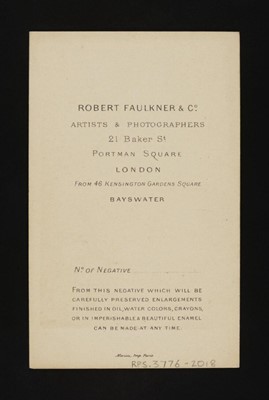 ROBERT FAULKNER & Co.
ARTISTS & PHOTOGRAPHERS
21 Baker St.
PORTMAN SQUARE
LONDON
FROM 46 KENSINGTON GARDENS SQUARE
BAYSWATER
No. OF NEGATIVE
FROM THIS NEGATIVE WHICH WILL BE
CAREFULLY PRESERVED ENLARGEMENTS
FINISHED IN OIL, WATER COLORS, CRAYONS,
OR IN IMPERISHABLE & BEAUTIFUL ENAMEL
CAN BE MADE AT ANY TIME.
Paris
RPS.3776-2018